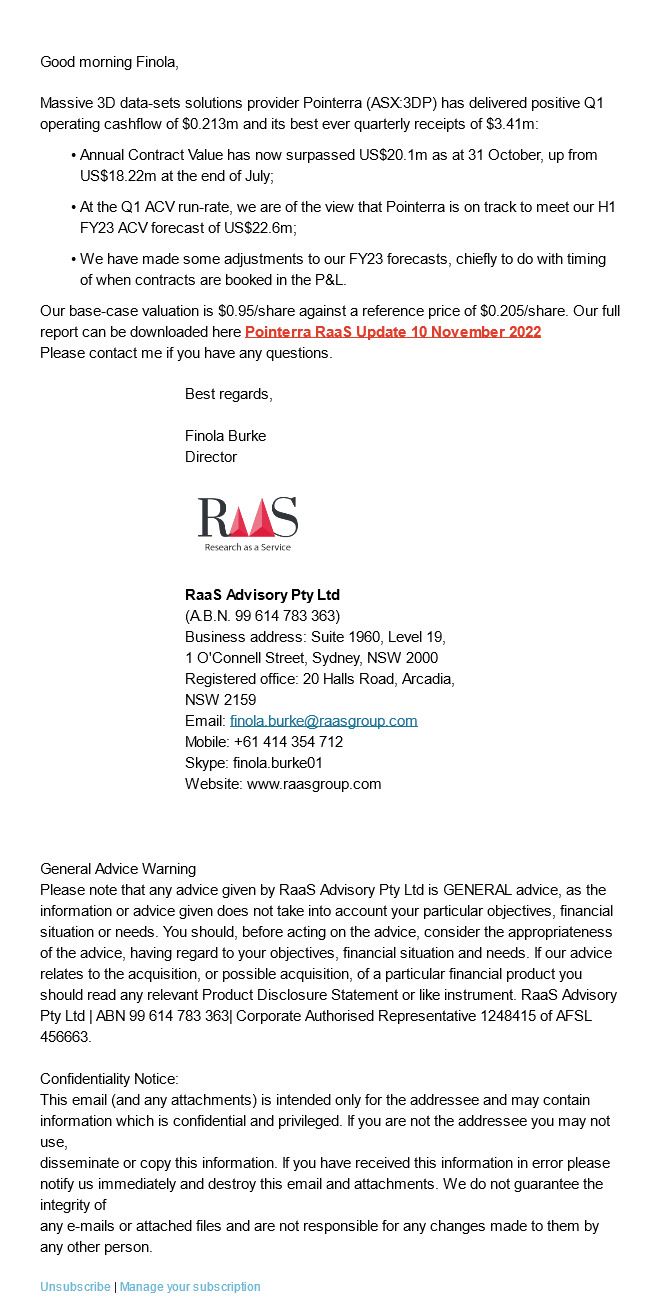 Good morning Finola,
Massive 3D data-sets solutions provider Pointerra (ASX:3DP) has delivered positive Q1
operating cashflow of $0.213m and its best ever quarterly receipts of $3.41m:
• Annual Contract Value has now surpassed US$20.1m as at 31 October, up from
US$18.22m at the end of July;
• At the Q1 ACV run-rate, we are of the view that Pointerra is on track to meet our H1
FY23 ACV forecast of US$22.6m;
• We have made some adjustments to our FY23 forecasts, chiefly to do with timing
of when contracts are booked in the P&L.
Our base-case valuation is $0.95/share against a reference price of $0.205/share. Our full
report can be downloaded here Pointerra RaaS Update 10 November 2022
Please contact me if you have any questions.
Best regards,
Finola Burke
Director
RAAS
Research as a Service
RaaS Advisory Pty Ltd
(A.B.N. 99 614 783 363)
Business address: Suite 1960, Level 19,
1 O'Connell Street, Sydney, NSW 2000
Registered office: 20 Halls Road, Arcadia,
NSW 2159
Email: finola.burke@raasgroup.com
Mobile: +61 414 354 712
Skype: finola.burke01
Website: www.raasgroup.com
General Advice Warning
Please note that any advice given by RaaS Advisory Pty Ltd is GENERAL advice, as the
information or advice given does not take into account your particular objectives, financial
situation or needs. You should, before acting on the advice, consider the appropriateness
of the advice, having regard to your objectives, financial situation and needs. If our advice
relates to the acquisition, or possible acquisition, of a particular financial product you
should read any relevant Product Disclosure Statement or like instrument. RaaS Advisory
Pty Ltd | ABN 99 614 783 363| Corporate Authorised Representative 1248415 of AFSL
456663.
Confidentiality Notice:
This email (and any attachments) is intended only for the addressee and may contain
information which is confidential and privileged. If you are not the addressee you may not
use,
disseminate or copy this information. If you have received this information in error please
notify us immediately and destroy this email and attachments. We do not guarantee the
integrity of
any e-mails or attached files and are not responsible for any changes made to them by
any other person.
Unsubscribe | Manage your subscription